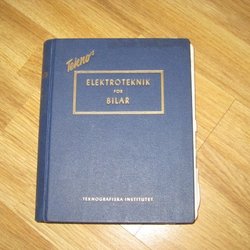 Tekno's
ELEKTROTEKNIK
FÖR
BILAR
TEKNOGRAFISKA INSTITUTET